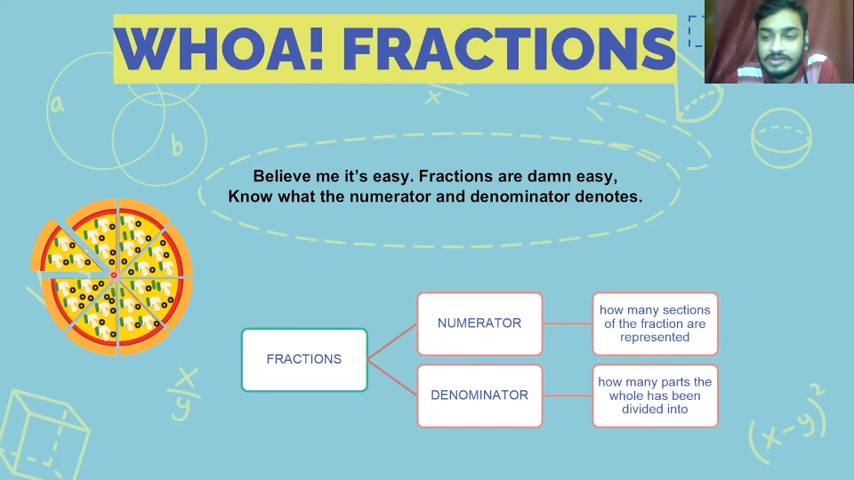 WHOA! FRACTIONS
a
b
x
Believe me it's easy. Fractions are damn easy,
Know what the numerator and denominator denotes.
FRACTIONS
NUMERATOR
how many sections
of the fraction are
represented
DENOMINATOR
how many parts the
whole has been
divided into
x
y
(x-y)²